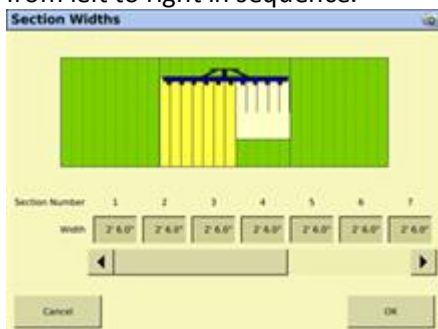 from left to right in sequence.
Section Widths
Section Number 1 2 3 4 5 6 7
Width 2' 6.0" 2' 6.0" 2' 6.0" 2' 6.0" 2' 6.0" 2' 6.0" 2' 6.0"
Cancel OK